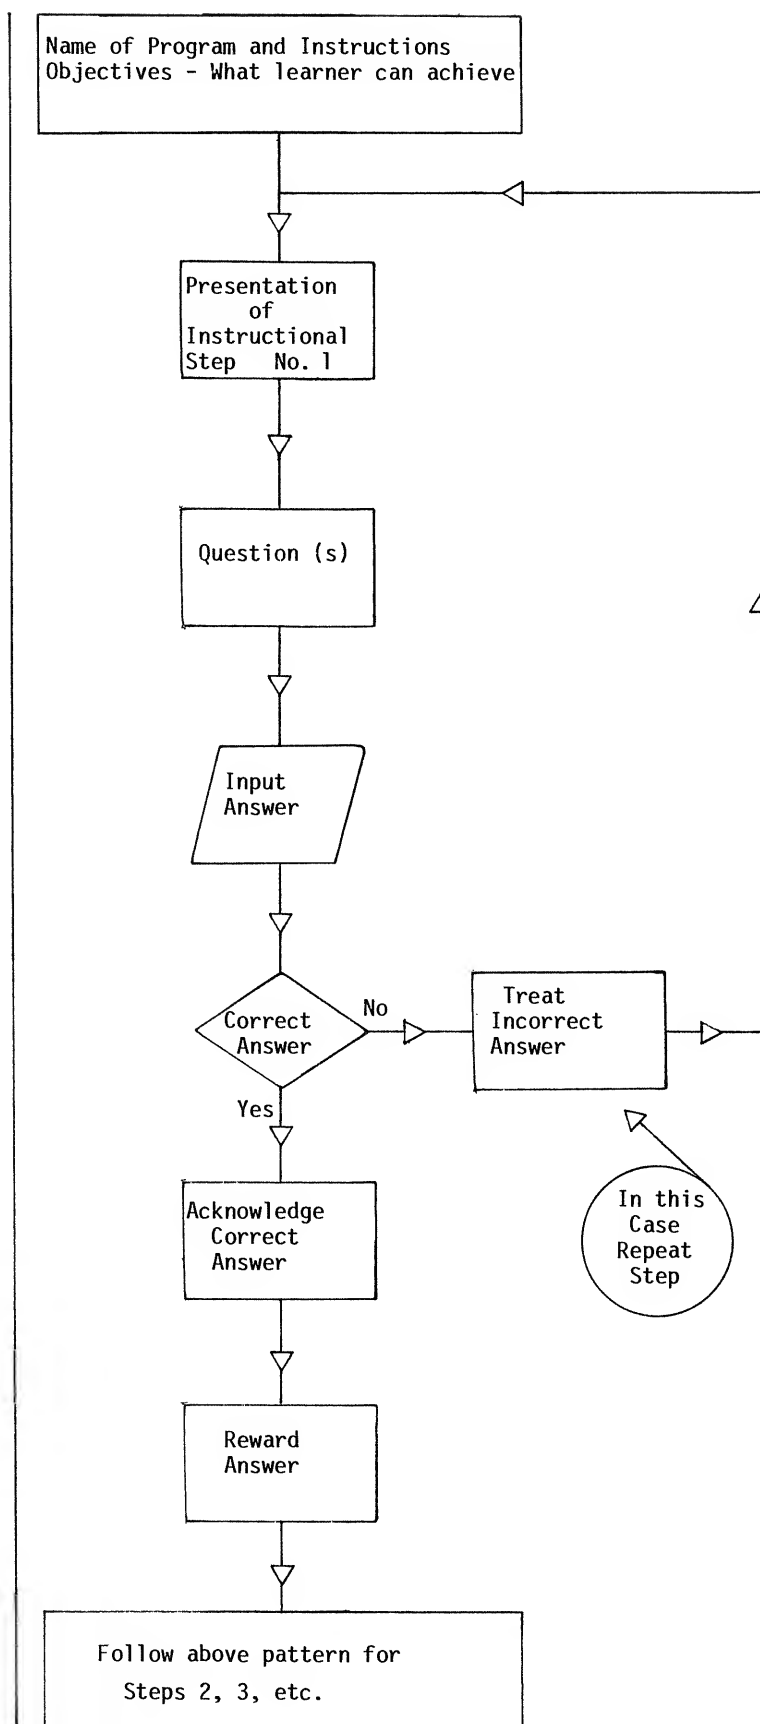 Name of Program and Instructions
Objectives - What learner can achieve
Presentation
of
Instructional
Step No. 1
Question (s)
Input
Answer
Correct
Answer
No
Treat
Incorrect
Answer
Yes
Acknowledge
Correct
Answer
In this
Case
Repeat
Step
Reward
Answer
Follow above pattern for
Steps 2, 3, etc.